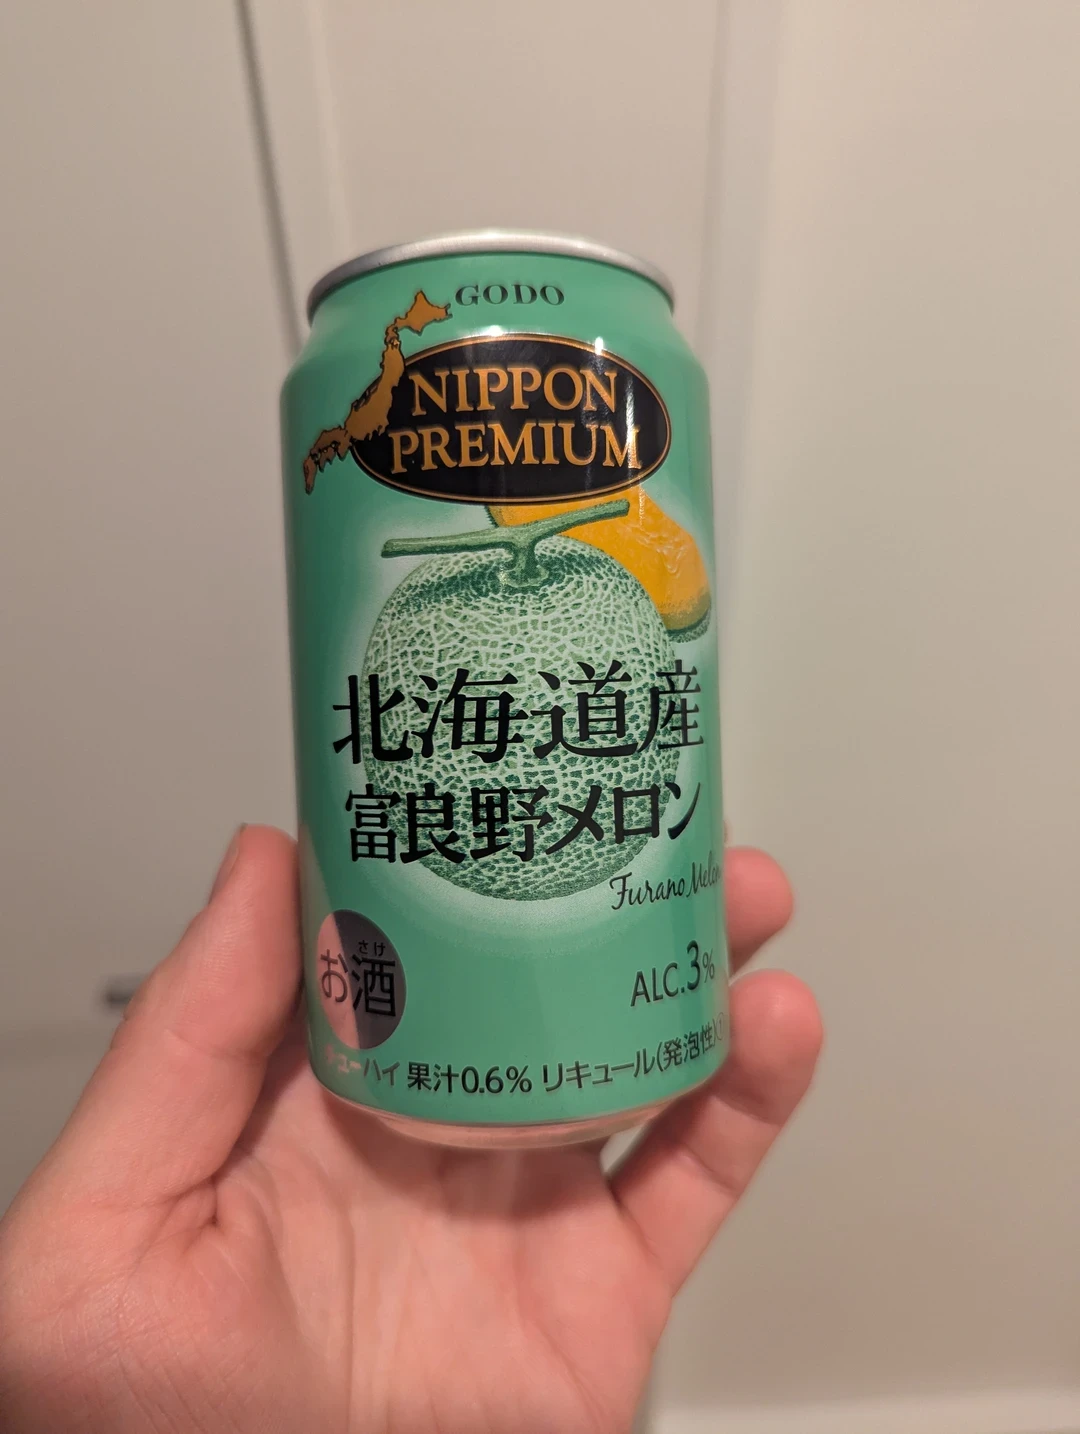 GODO
NIPPON
PREMIUM
北海道産
富良野メロン
Furano Melon
ALC.3%
さけ
お酒
チューハイ 果汁0.6% リキュール(発泡性)①